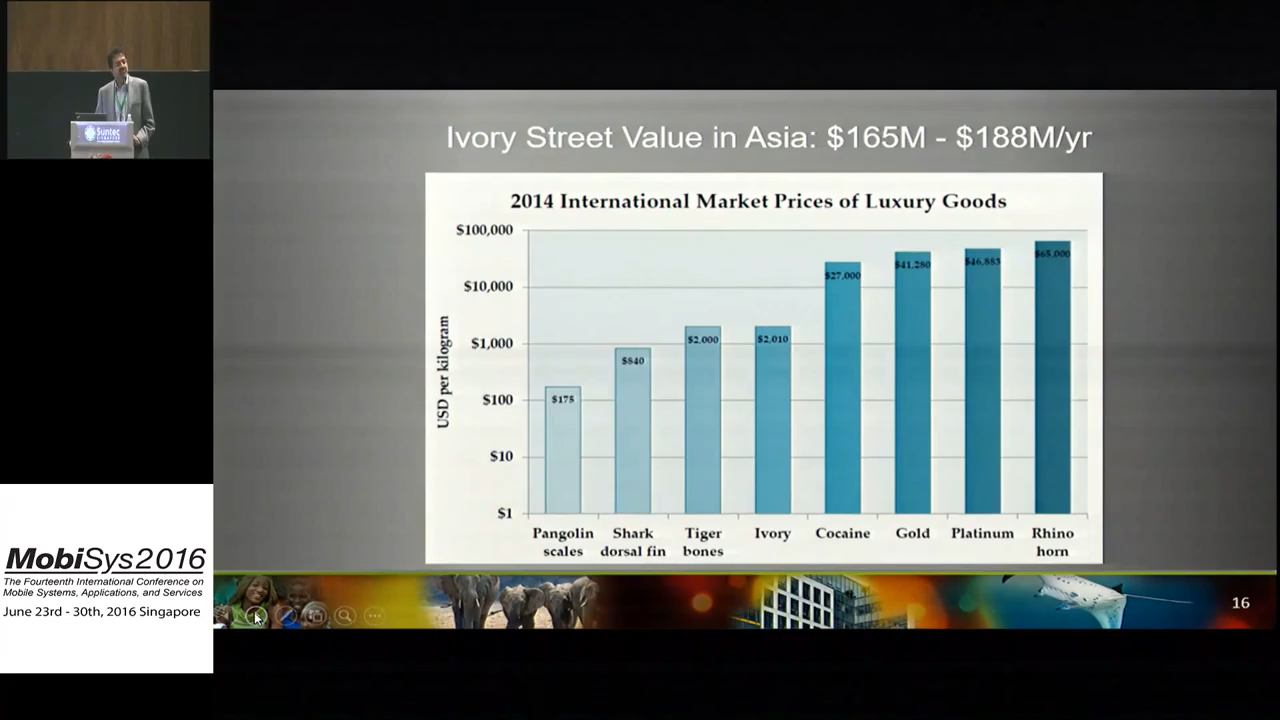 Suntec
SINGAPORE
MobiSys2016
The Fourteenth International Conference on
Mobile Systems, Applications, and Services
June 23rd - 30th, 2016 Singapore
Ivory Street Value in Asia: $165M - $188M/yr
2014 International Market Prices of Luxury Goods
USD per kilogram
$100,000
$10,000
$1,000
$100
$10
$1
$175
$840
$2,000
$2,010
$27,000
$41,280
$46,883
$65,000
Pangolin scales
Shark dorsal fin
Tiger bones
Ivory
Cocaine
Gold
Platinum
Rhino horn
16